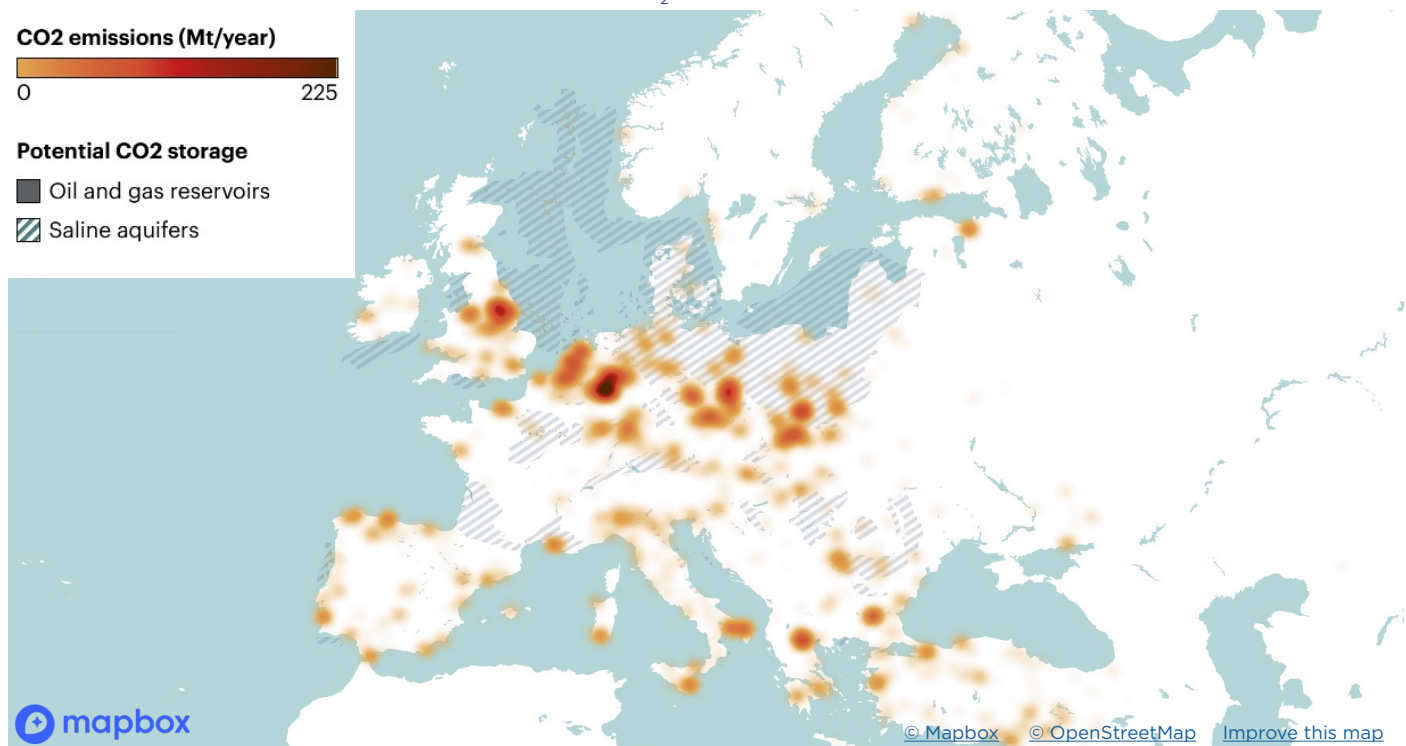 2
CO2 emissions (Mt/year)
0 225
Potential CO2 storage
Oil and gas reservoirs
Saline aquifers
mapbox
© Mapbox © OpenStreetMap Improve this map